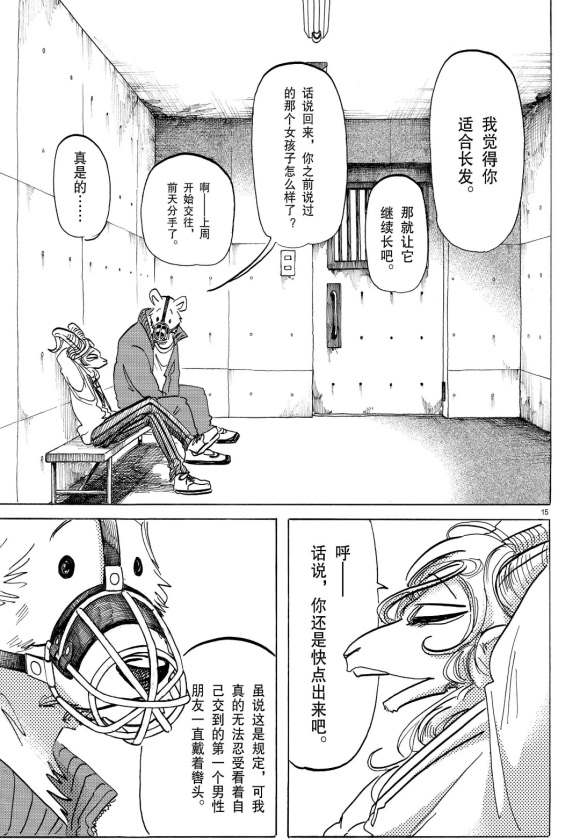 我觉得你
适合长发。
那就让它
继续长吧。
话说回来，你之前说过
的那个女孩子怎么样了？
啊——上周
开始交往，
前天分手了。
真是的……
15
呼——
话说，你还是快点出来吧。
虽说这是规定，可我
真的无法忍受看着自
己交到的第一个男性
朋友一直戴着辔头。